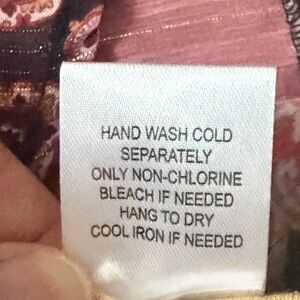 HAND WASH COLD
SEPARATELY
ONLY NON-CHLORINE
BLEACH IF NEEDED
HANG TO DRY
COOL IRON IF NEEDED